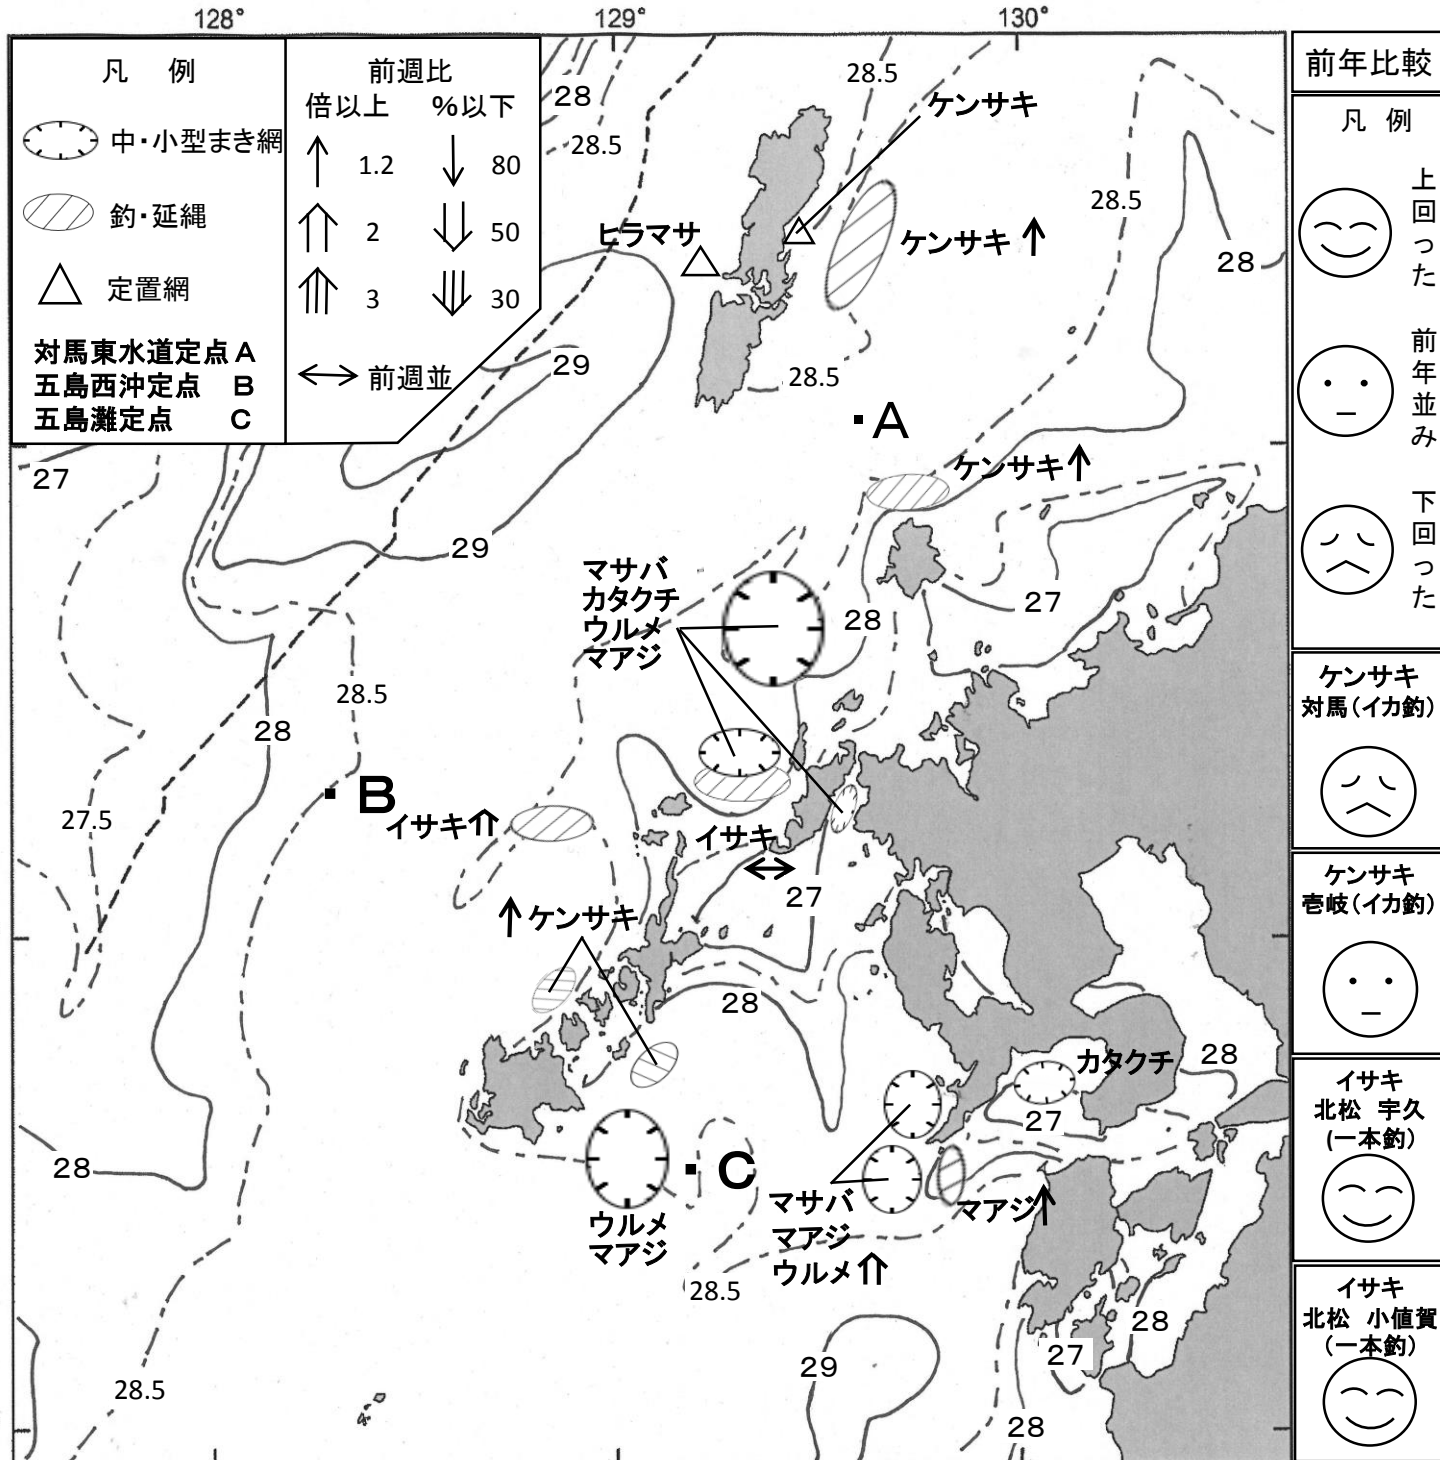 128°
129°
130°
凡 例
中・小型まき網
釣・延縄
定置網
対馬東水道定点 A
五島西沖定点 B
五島灘定点 C
前週比
倍以上 %以下
1.2 80
2 50
3 30
前週並
28
28.5
28.5
ケンサキ
28.5
ヒラマサ
ケンサキ
28
29
28.5
A
27
ケンサキ
29
マサバ
カタクチ
ウルメ
マアジ
27
28
28.5
28
B
27.5
イサキ
イサキ
27
ケンサキ
28
カタクチ
28
27
28
C
マサバ
マアジ
ウルメ
マアジ
ウルメ
マアジ
28.5
28
27
29
28.5
28
前年比較
凡 例
上回った
前年並み
下回った
ケンサキ
対馬(イカ釣)
ケンサキ
壱岐(イカ釣)
イサキ
北松 宇久
(一本釣)
イサキ
北松 小値賀
(一本釣)